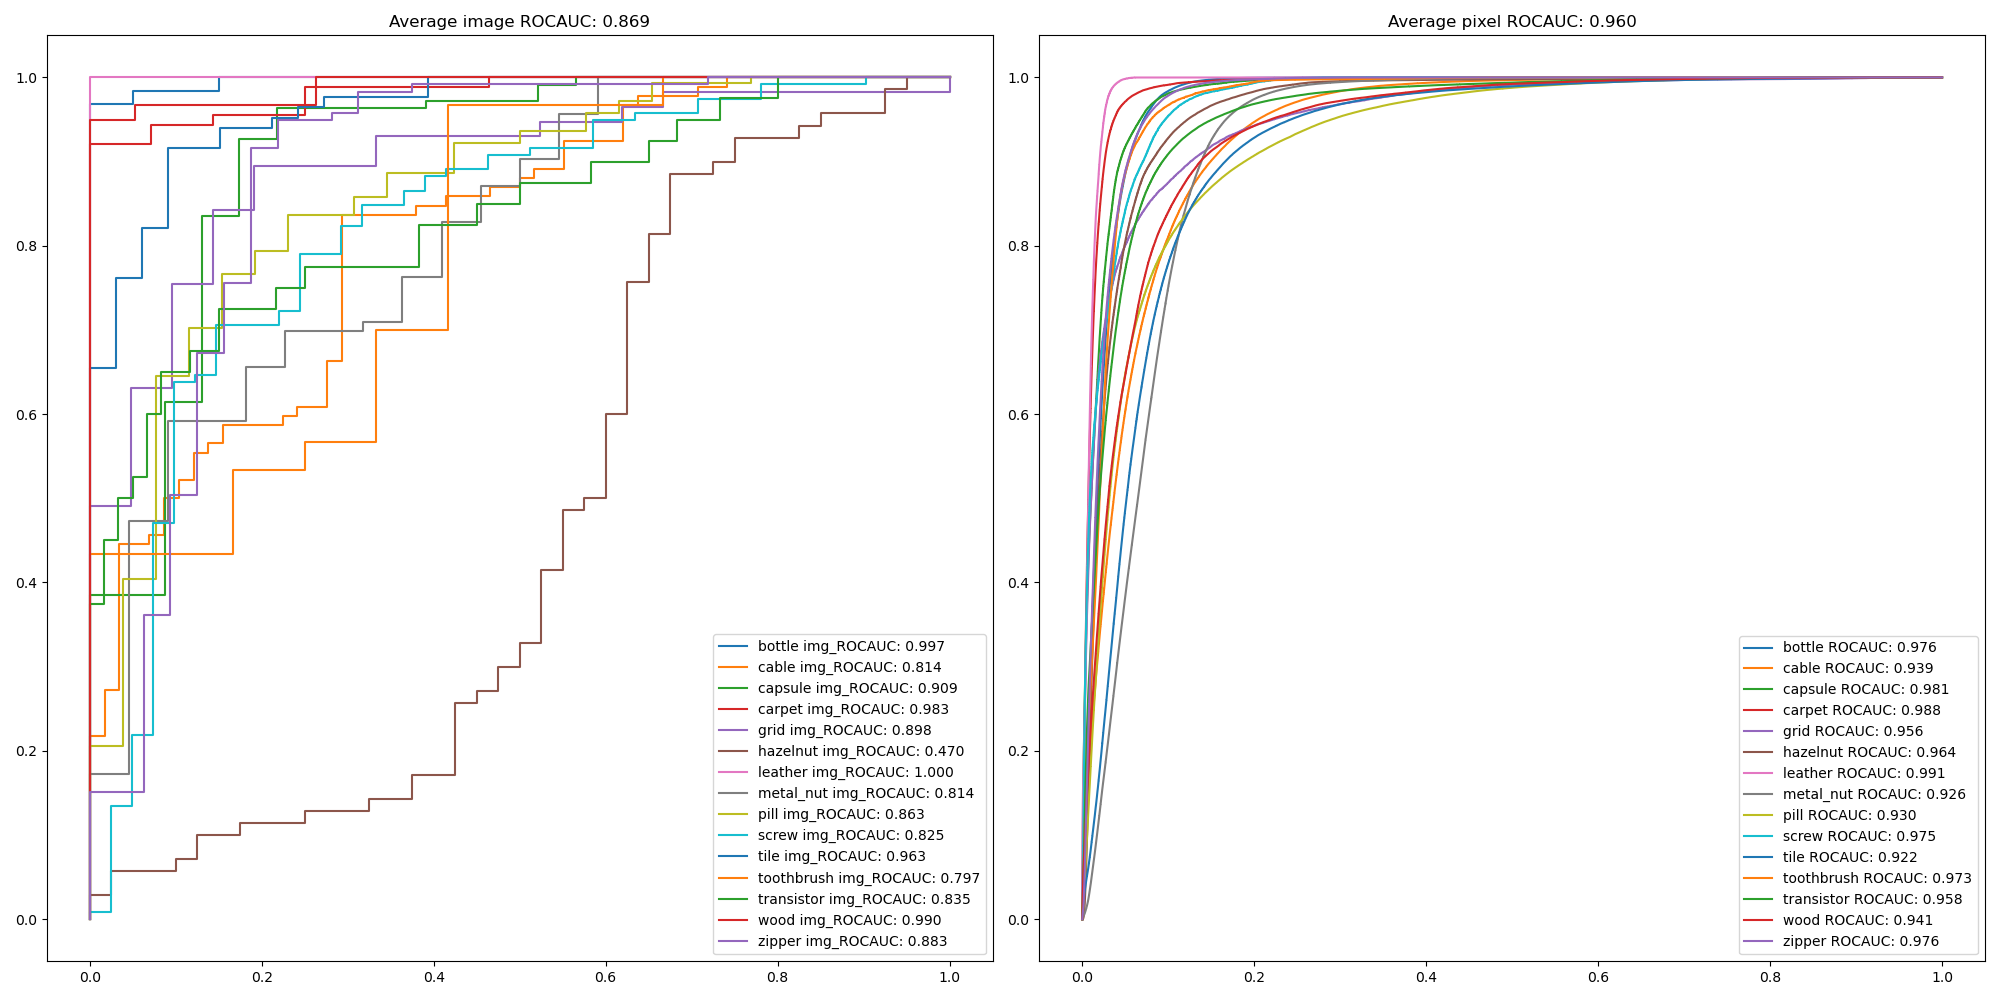 Average image ROCAUC: 0.869
1.0
0.8
0.6
0.4
0.2
0.0
0.0 0.2 0.4 0.6 0.8 1.0
bottle img_ROCAUC: 0.997
cable img_ROCAUC: 0.814
capsule img_ROCAUC: 0.909
carpet img_ROCAUC: 0.983
grid img_ROCAUC: 0.898
hazelnut img_ROCAUC: 0.470
leather img_ROCAUC: 1.000
metal_nut img_ROCAUC: 0.814
pill img_ROCAUC: 0.863
screw img_ROCAUC: 0.825
tile img_ROCAUC: 0.963
toothbrush img_ROCAUC: 0.797
transistor img_ROCAUC: 0.835
wood img_ROCAUC: 0.990
zipper img_ROCAUC: 0.883
Average pixel ROCAUC: 0.960
1.0
0.8
0.6
0.4
0.2
0.0
0.0 0.2 0.4 0.6 0.8 1.0
bottle ROCAUC: 0.976
cable ROCAUC: 0.939
capsule ROCAUC: 0.981
carpet ROCAUC: 0.988
grid ROCAUC: 0.956
hazelnut ROCAUC: 0.964
leather ROCAUC: 0.991
metal_nut ROCAUC: 0.926
pill ROCAUC: 0.930
screw ROCAUC: 0.975
tile ROCAUC: 0.922
toothbrush ROCAUC: 0.973
transistor ROCAUC: 0.958
wood ROCAUC: 0.941
zipper ROCAUC: 0.976